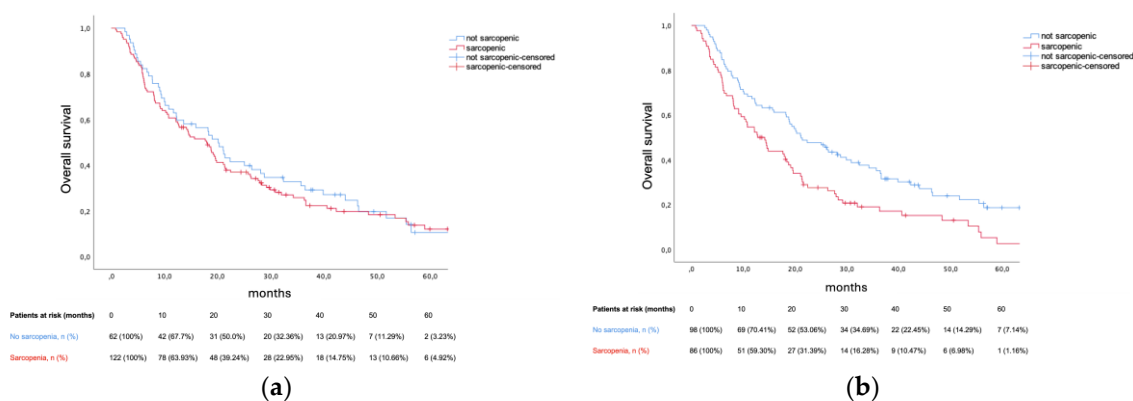 1,0
0,8
0,6
0,4
0,2
0,0
Overall survival
not sarcopenic
sarcopenic
not sarcopenic-censored
sarcopenic-censored
,0 10,0 20,0 30,0 40,0 50,0 60,0
months
Patients at risk (months) 0 10 20 30 40 50 60
No sarcopenia, n (%) 62 (100%) 42 (67.7%) 31 (50.0%) 20 (32.36%) 13 (20.97%) 7 (11.29%) 2 (3.23%)
Sarcopenia, n (%) 122 (100%) 78 (63.93%) 48 (39.24%) 28 (22.95%) 18 (14.75%) 13 (10.66%) 6 (4.92%)
(a)
1,0
0,8
0,6
0,4
0,2
0,0
Overall survival
not sarcopenic
sarcopenic
not sarcopenic-censored
sarcopenic-censored
,0 10,0 20,0 30,0 40,0 50,0 60,0
months
Patients at risk (months) 0 10 20 30 40 50 60
No sarcopenia, n (%) 98 (100%) 69 (70.41%) 52 (53.06%) 34 (34.69%) 22 (22.45%) 14 (14.29%) 7 (7.14%)
Sarcopenia, n (%) 86 (100%) 51 (59.30%) 27 (31.39%) 14 (16.28%) 9 (10.47%) 6 (6.98%) 1 (1.16%)
(b)